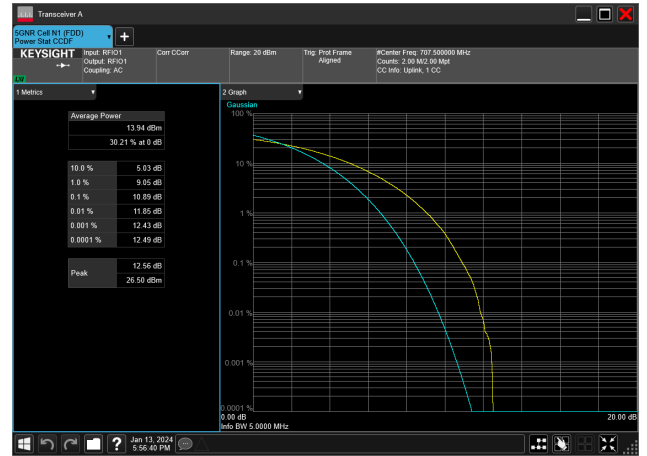 Transceiver A
5GNR Cell N1 (FDD)
Power Stat CCDF
KEYSIGHT
LXI
Input: RFIO1
Output: RFIO1
Coupling: AC
Corr CCorr
Range: 20 dBm
Trig: Prot Frame
Aligned
#Center Freq: 707.500000 MHz
Counts: 2.00 M/2.00 Mpt
CC Info: Uplink, 1 CC
1 Metrics
Average Power
13.94 dBm
30.21 % at 0 dB
10.0 % 5.03 dB
1.0 % 9.05 dB
0.1 % 10.89 dB
0.01 % 11.85 dB
0.001 % 12.43 dB
0.0001 % 12.49 dB
Peak
12.56 dB
26.50 dBm
2 Graph
Gaussian
100 %
10 %
1 %
0.1 %
0.01 %
0.001 %
0.0001 %
0.00 dB 20.00 dB
Info BW 5.0000 MHz
Jan 13, 2024
5:56:40 PM